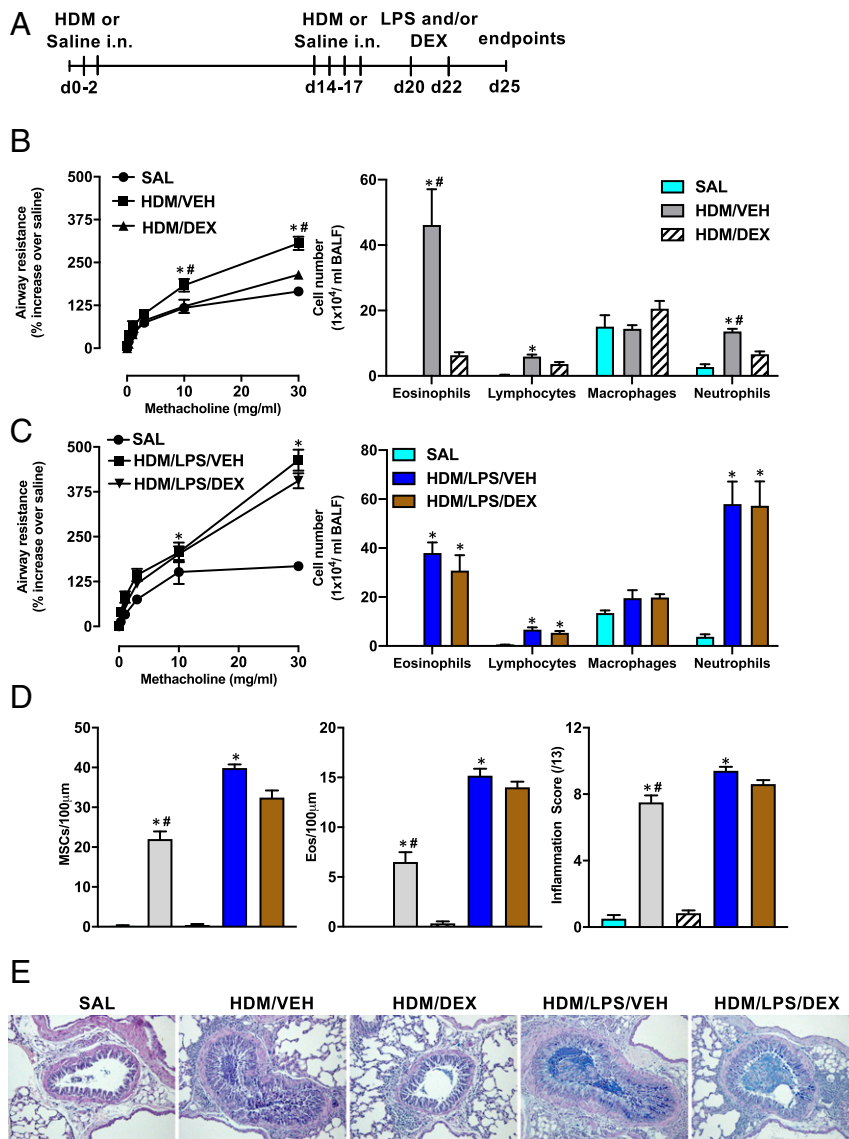 A
HDM or
Saline i.n.
HDM or
Saline i.n.
LPS and/or
DEX
endpoints
d0-2
d14-17
d20
d22
d25
B
Airway resistance
(% increase over saline)
500
375
250
125
0
0
10
20
30
Methacholine (mg/ml)
SAL
HDM/VEH
HDM/DEX
*#
*#
Cell number
(1x10⁴/ ml BALF)
60
40
20
0
*#
*
*#
SAL
HDM/VEH
HDM/DEX
Eosinophils
Lymphocytes
Macrophages
Neutrophils
C
Airway resistance
(% increase over saline)
500
375
250
125
0
0
10
20
30
Methacholine (mg/ml)
SAL
HDM/LPS/VEH
HDM/LPS/DEX
*
*
Cell number
(1x10⁴/ ml BALF)
80
60
40
20
0
SAL
HDM/LPS/VEH
HDM/LPS/DEX
* *
* *
* *
Eosinophils
Lymphocytes
Macrophages
Neutrophils
D
MSCs/100μm
50
40
30
20
10
0
*#
*
Eos/100μm
20
15
10
5
0
*#
*
Inflammation Score (/13)
12
8
4
0
*#
*
E
SAL
HDM/VEH
HDM/DEX
HDM/LPS/VEH
HDM/LPS/DEX